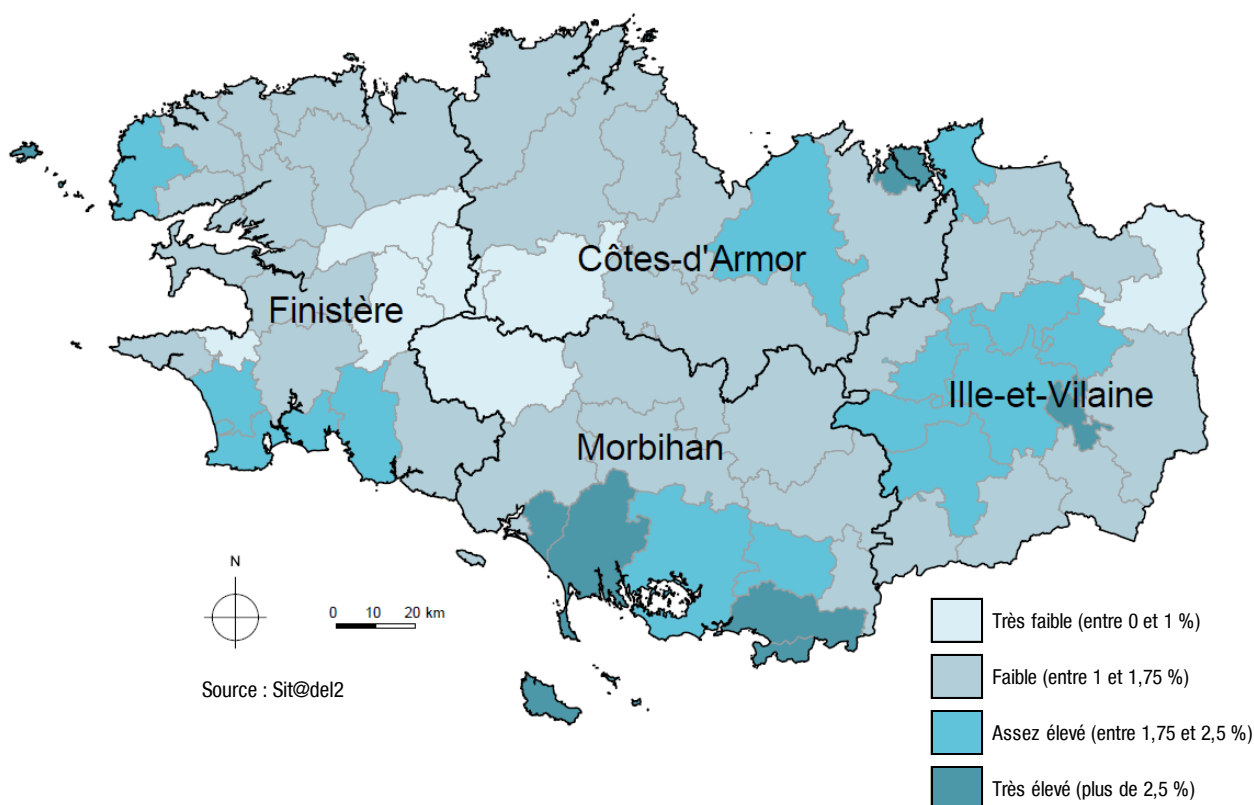 Côtes-d'Armor
Finistère
Ille-et-Vilaine
Morbihan
N
0 10 20 km
Source : Sit@del2
Très faible (entre 0 et 1 %)
Faible (entre 1 et 1,75 %)
Assez élevé (entre 1,75 et 2,5 %)
Très élevé (plus de 2,5 %)